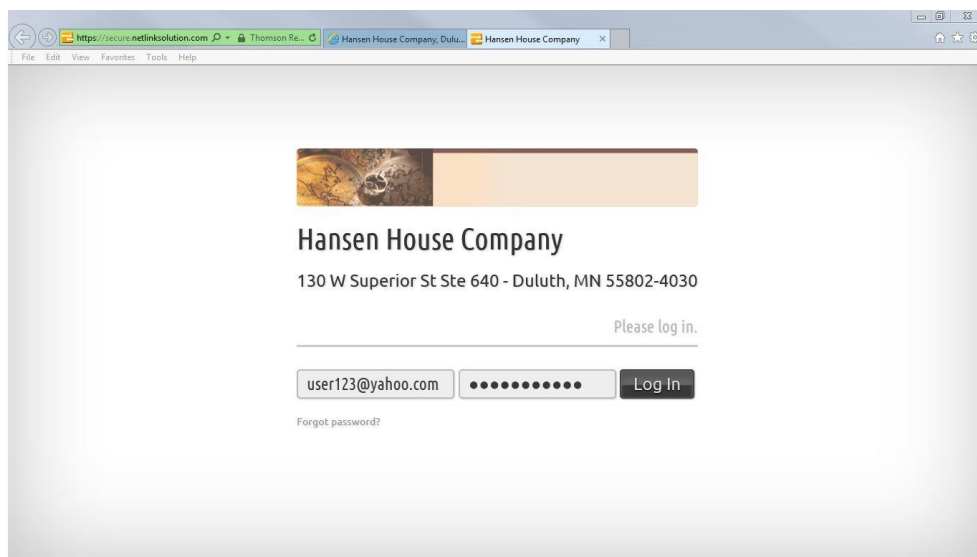 https://secure.netlinksolution.com Thomson Re... Hansen House Company, Dulu... Hansen House Company
File Edit View Favorites Tools Help
Hansen House Company
130 W Superior St Ste 640 - Duluth, MN 55802-4030
Please log in.
user123@yahoo.com ●●●●●●●●●●● Log In
Forgot password?